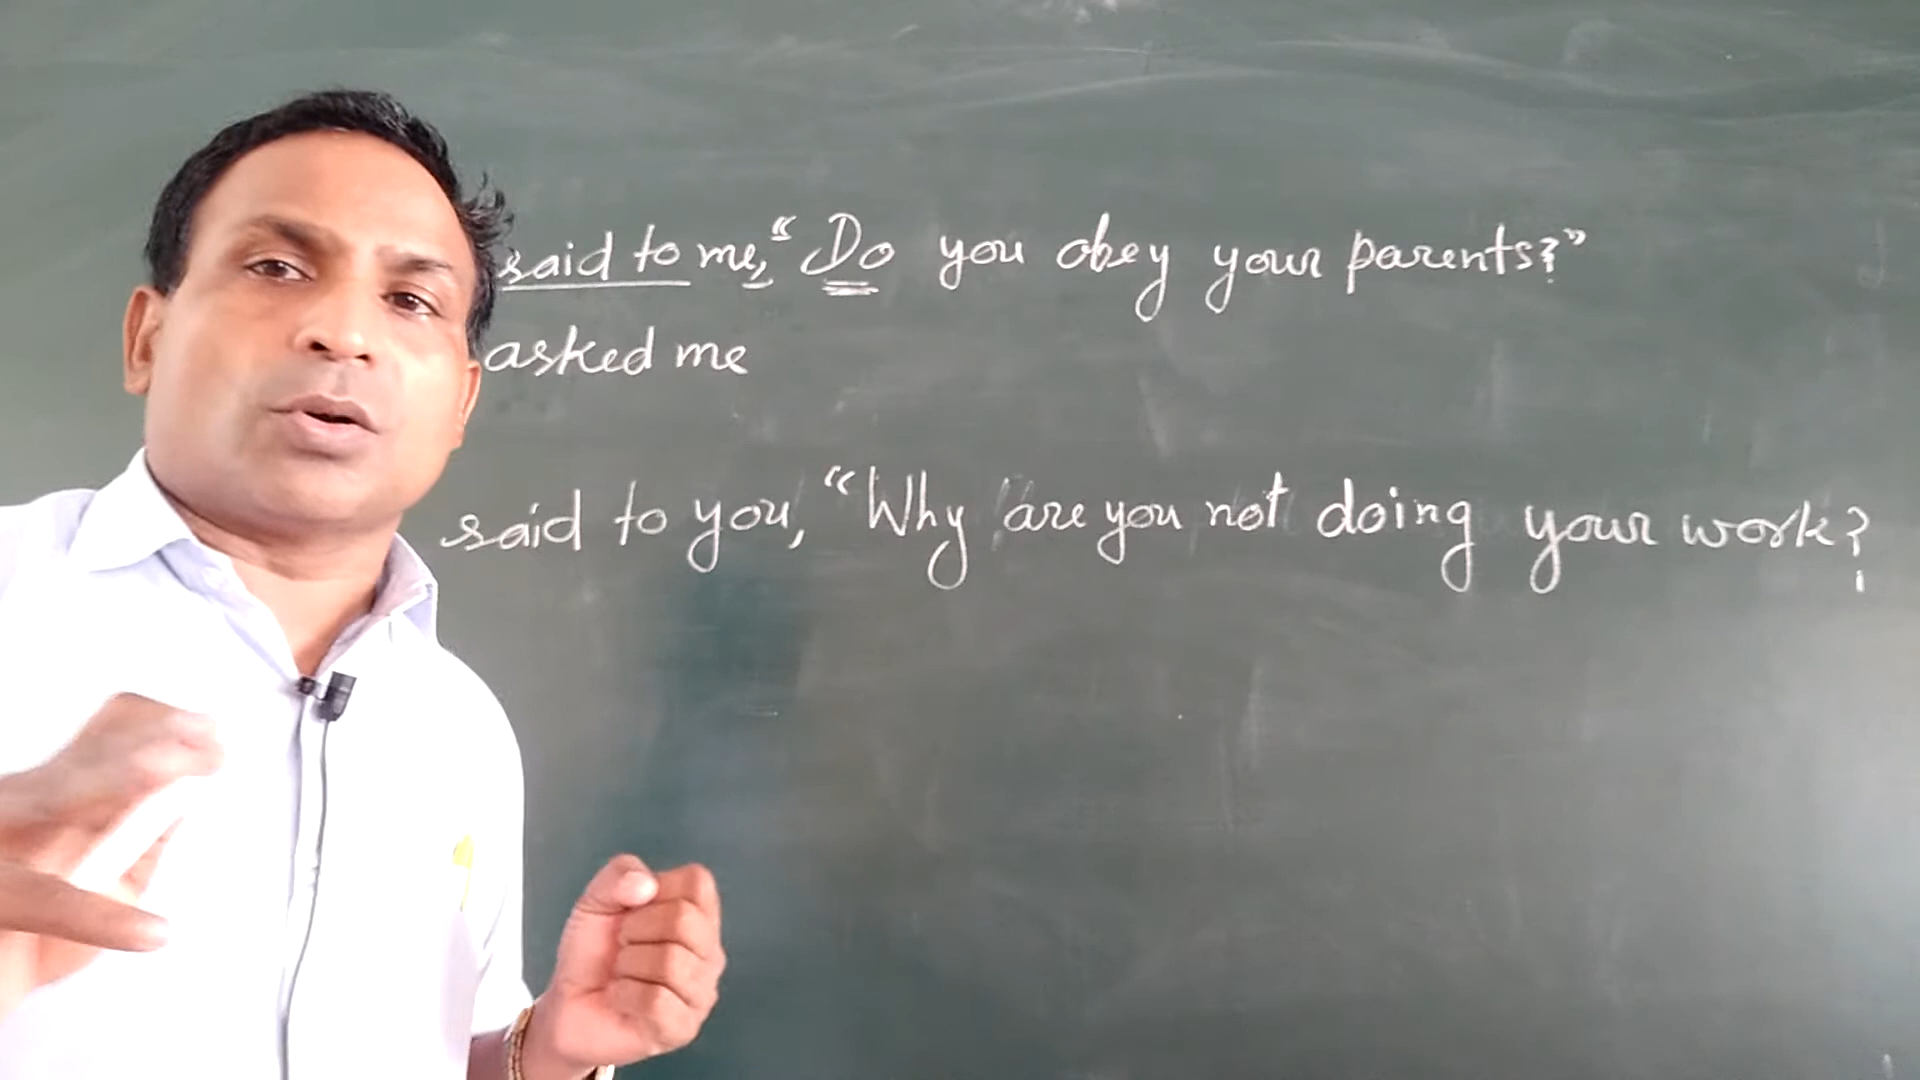 said to me, “Do you obey your parents?”
asked me
said to you, “Why are you not doing your work?